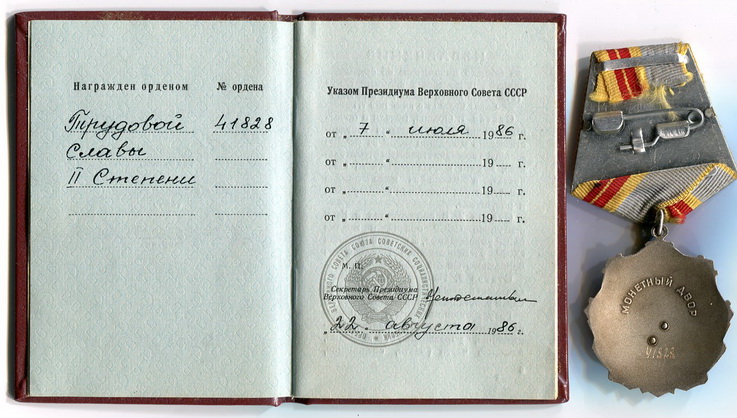 Награжден орденом
№ ордена
Трудовой
41828
Славы
II Степени
Указом Президиума Верховного Совета СССР
от „ 7 “ июля 1986 г.
от „ “ 19 г.
от „ “ 19 г.
от „ “ 19 г.
М. П.
Секретарь Президиума
Верховного Совета СССР
„22“ августа 1986 г.
МОНЕТНЫЙ ДВОР